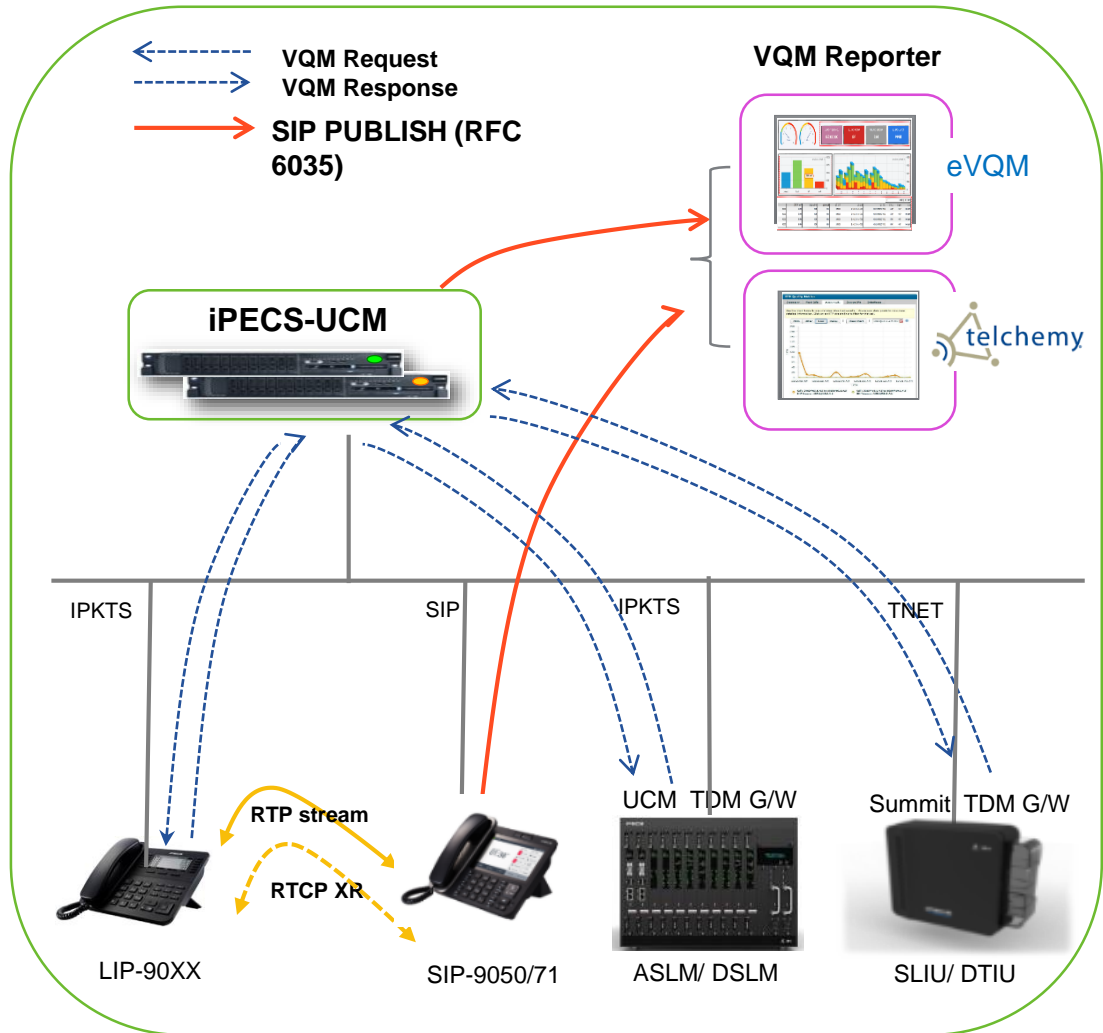 VQM Request
VQM Response
SIP PUBLISH (RFC
6035)
VQM Reporter
eVQM
telchemy
iPECS-UCM
IPKTS
SIP
IPKTS
TNET
RTP stream
RTCP XR
UCM TDM G/W
Summit TDM G/W
LIP-90XX
SIP-9050/71
ASLM/ DSLM
SLIU/ DTIU